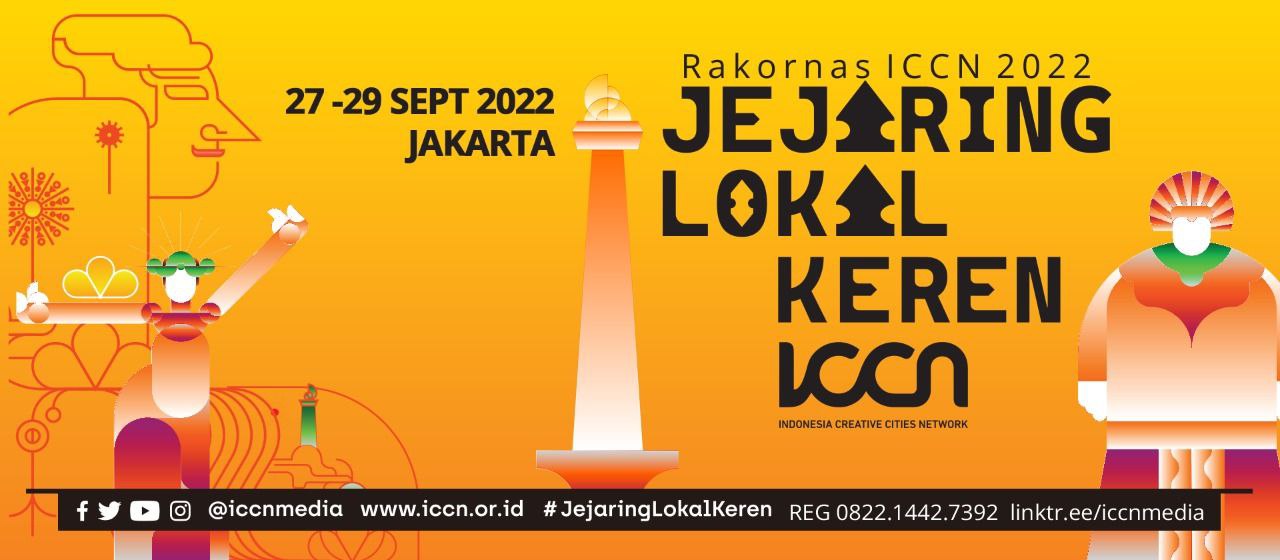 27 -29 SEPT 2022
JAKARTA
Rakornas ICCN 2022
JEJARING
LOKAL
KEREN
ICCN
INDONESIA CREATIVE CITIES NETWORK
@iccnmedia www.iccn.or.id #JejaringLokalKeren REG 0822.1442.7392 linktr.ee/iccnmedia